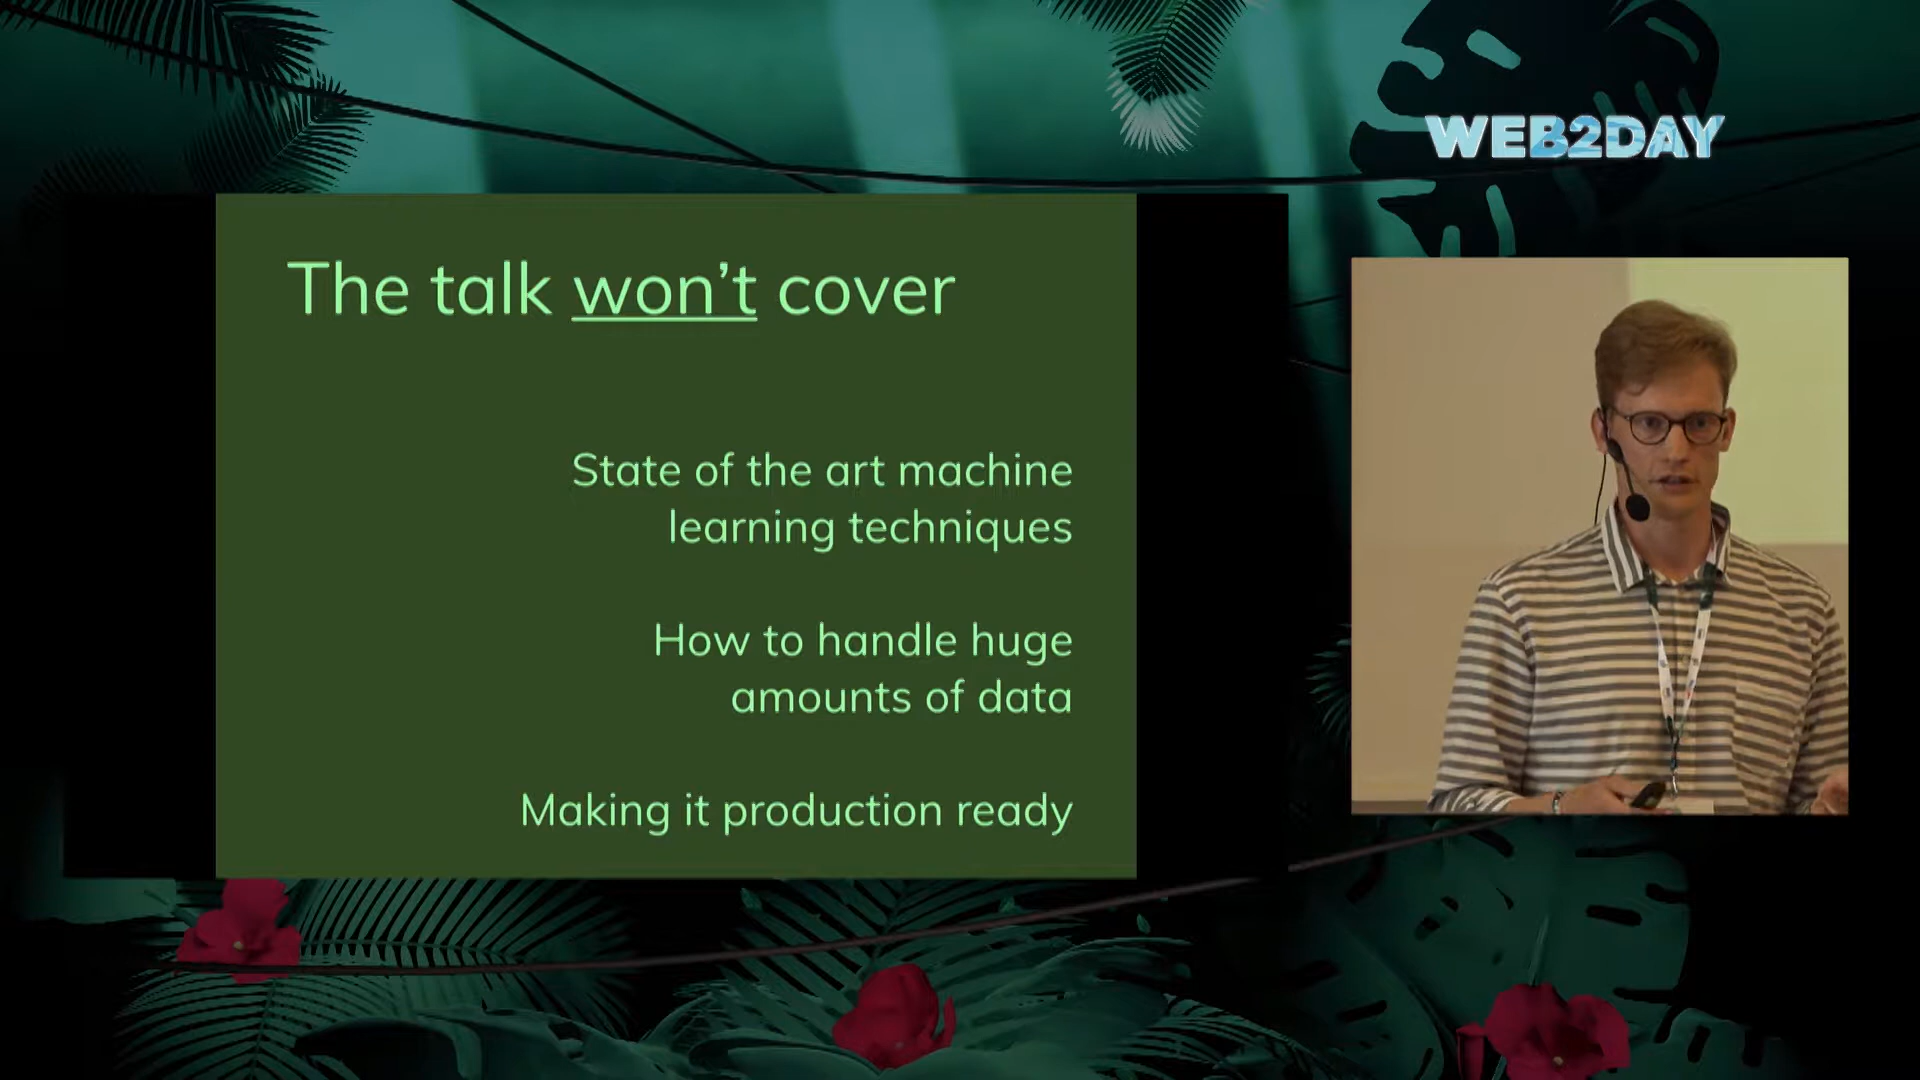 WEB2DAY
The talk won't cover
State of the art machine
learning techniques
How to handle huge
amounts of data
Making it production ready